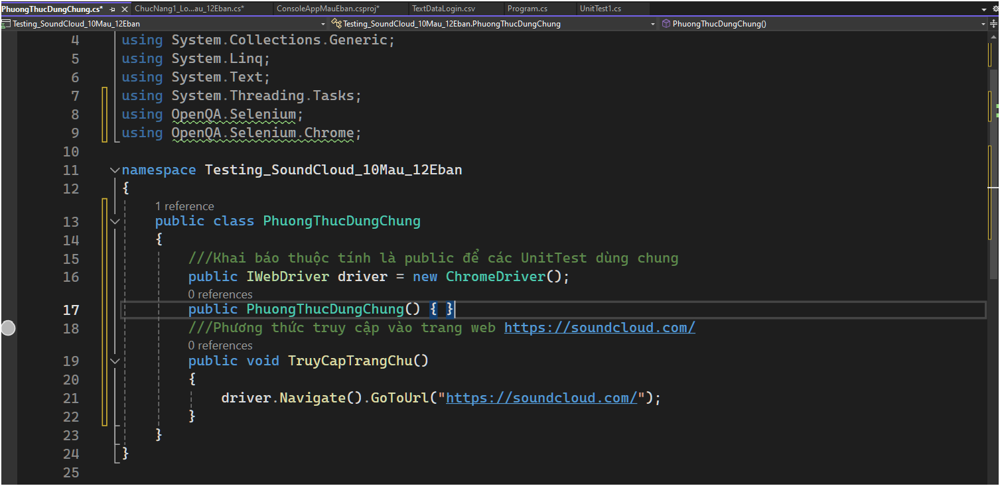 PhuongThucDungChung.cs* ChucNang1_Lo...au_12Eban.cs* ConsoleAppMauEban.csproj* TextDataLogin.csv Program.cs UnitTest1.cs
Testing_SoundCloud_10Mau_12Eban Testing_SoundCloud_10Mau_12Eban.PhuongThucDungChung PhuongThucDungChung()
4 using System.Collections.Generic;
5 using System.Linq;
6 using System.Text;
7 using System.Threading.Tasks;
8 using OpenQA.Selenium;
9 using OpenQA.Selenium.Chrome;
10
11 namespace Testing_SoundCloud_10Mau_12Eban
12 {
1 reference
13 public class PhuongThucDungChung
14 {
15 ///Khai báo thuộc tính là public để các UnitTest dùng chung
16 public IWebDriver driver = new ChromeDriver();
0 references
17 public PhuongThucDungChung() { }
18 ///Phương thức truy cập vào trang web https://soundcloud.com/
0 references
19 public void TruyCapTrangChu()
20 {
21 driver.Navigate().GoToUrl("https://soundcloud.com/");
22 }
23 }
24 }
25